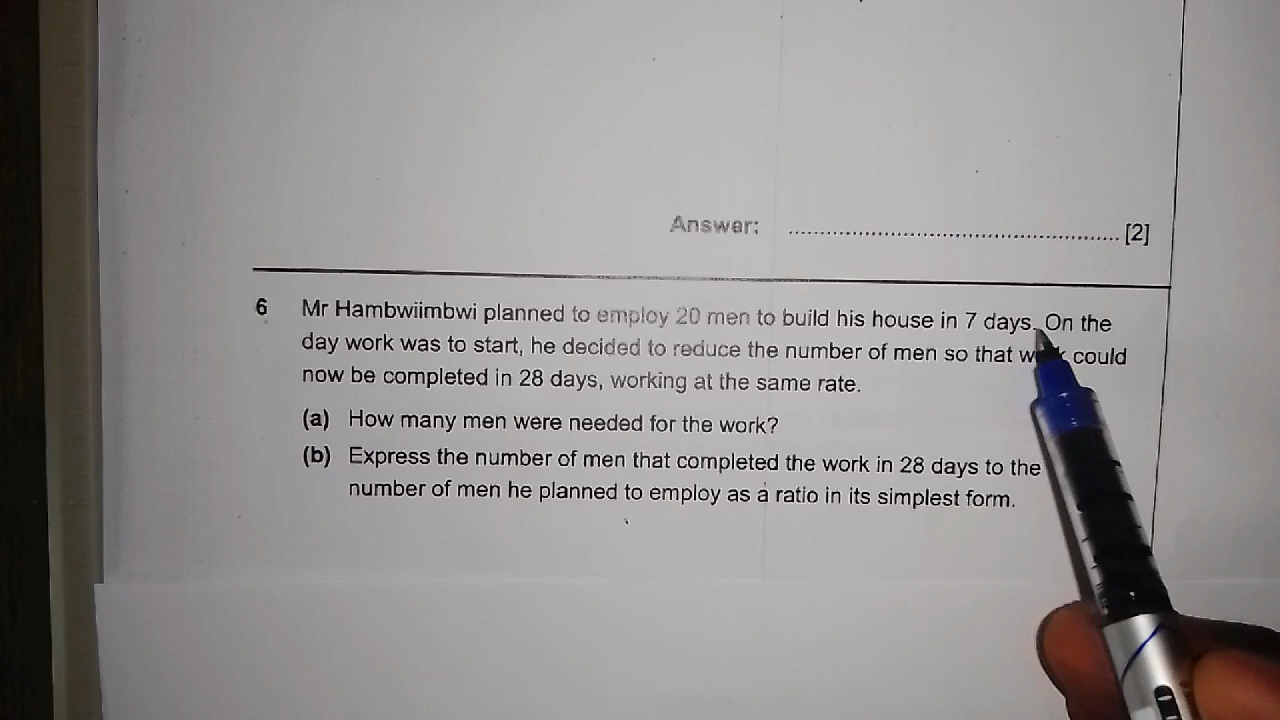 Answer: ........................................................ [2]
6 Mr Hambwiimbwi planned to employ 20 men to build his house in 7 days. On the
day work was to start, he decided to reduce the number of men so that work could
now be completed in 28 days, working at the same rate.
(a) How many men were needed for the work?
(b) Express the number of men that completed the work in 28 days to the
number of men he planned to employ as a ratio in its simplest form.